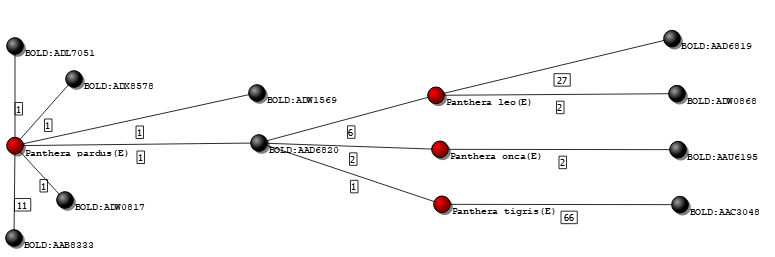 BOLD:AAD6819
BOLD:ADL7051
27
BOLD:ADX8578
BOLD:ADW1569
Panthera leo(E)
BOLD:ADW0868
1
2
1
1
6
BOLD:AAD6820
Panthera pardus(E)
1
2
Panthera onca(E)
2
BOLD:AAU6195
1
1
11
BOLD:ADW0817
Panthera tigris(E)
66
BOLD:AAC3048
BOLD:AAB8333